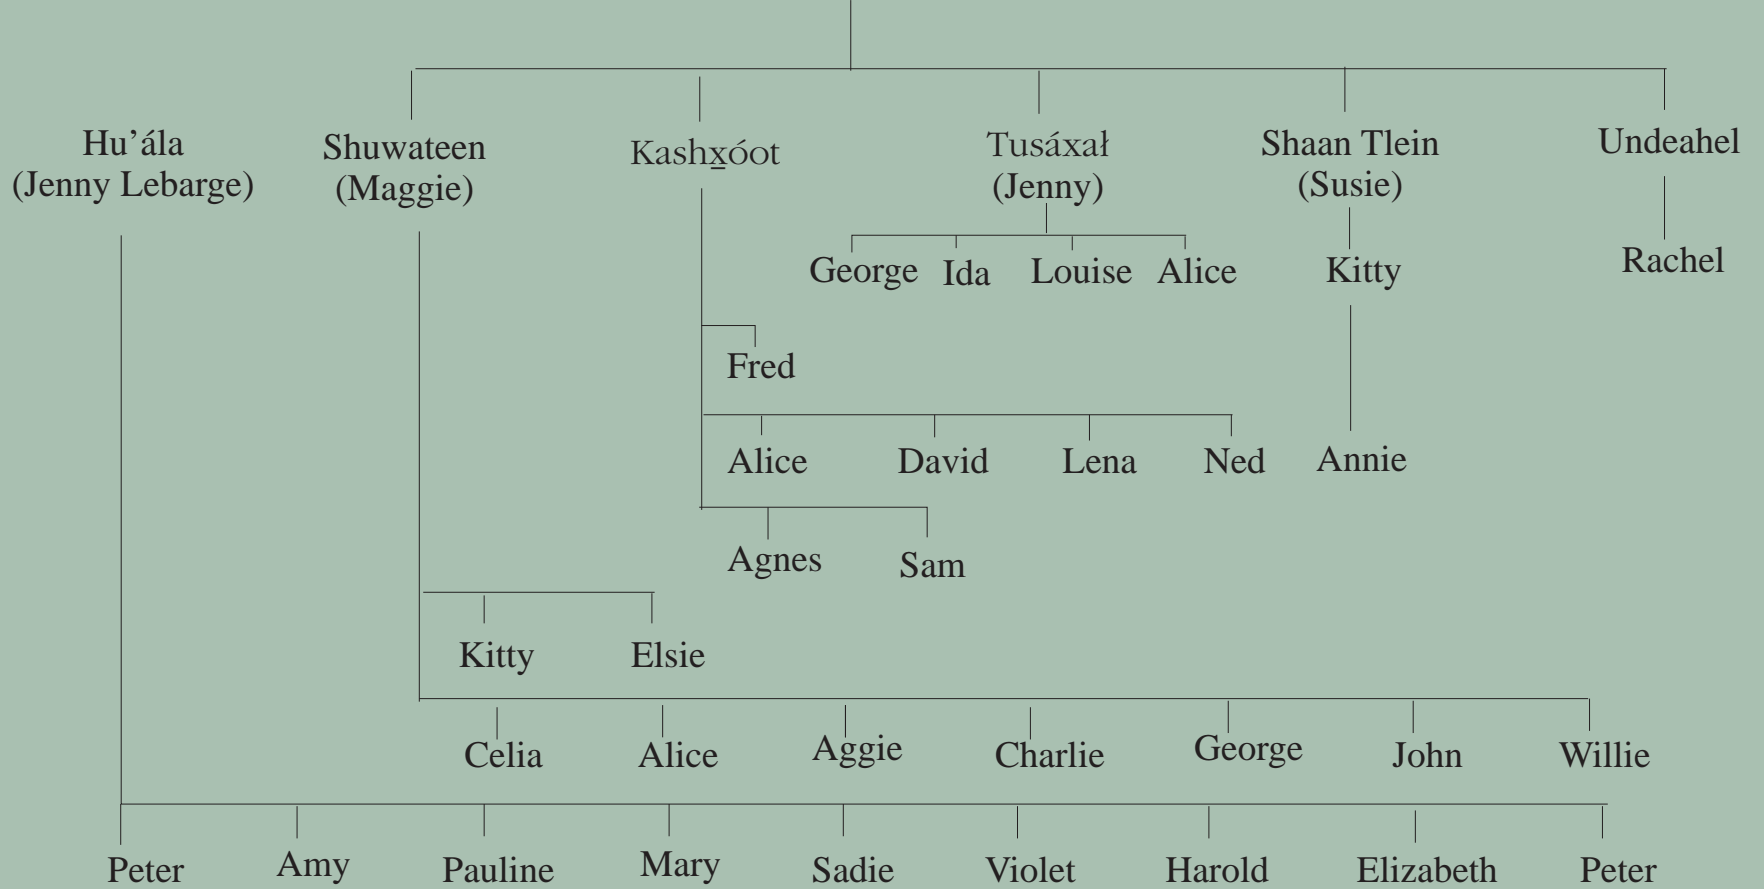 Hu’ála
(Jenny Lebarge)
Shuwateen
(Maggie)
Kashx̲óot
Tusáxał
(Jenny)
Shaan Tlein
(Susie)
Undeahel
George Ida Louise Alice
Kitty
Rachel
Fred
Alice David Lena Ned
Annie
Agnes Sam
Kitty Elsie
Celia Alice Aggie Charlie George John Willie
Peter Amy Pauline Mary Sadie Violet Harold Elizabeth Peter